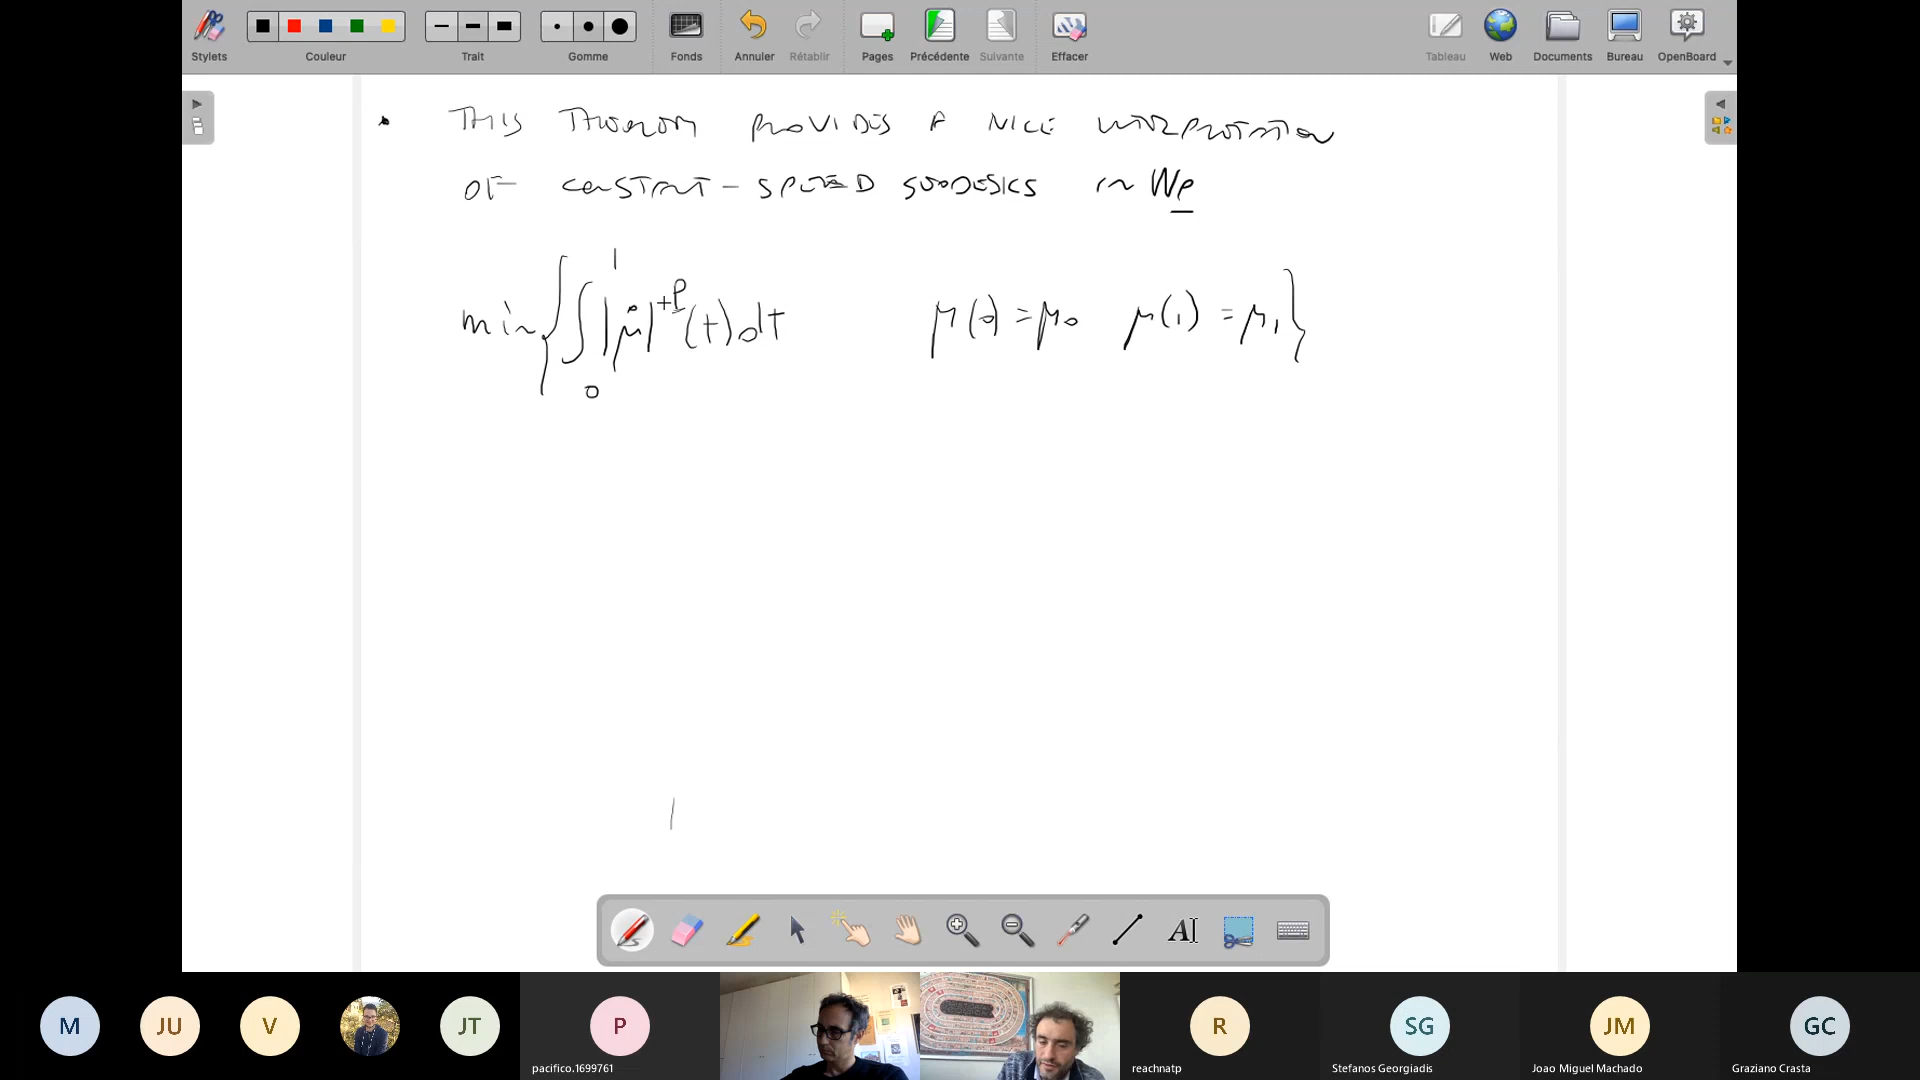 Stylets Couleur Trait Gomme Fonds Annuler Rétablir Pages Précédente Suivante Effacer Tableau Web Documents Bureau OpenBoard
• THIS THEOREM PROVIDES A NICE INTERPRETATION
OF CONSTANT-SPEED GEODESICS in Wp
min { ∫₀¹ |μ̇|^{+p}(t) dt μ(0) = μ₀ μ(1) = μ₁ }
AI
M JU V JT P R SG JM GC
pacifico.1699761 reachnatp Stefanos Georgiadis Joao Miguel Machado Graziano Crasta